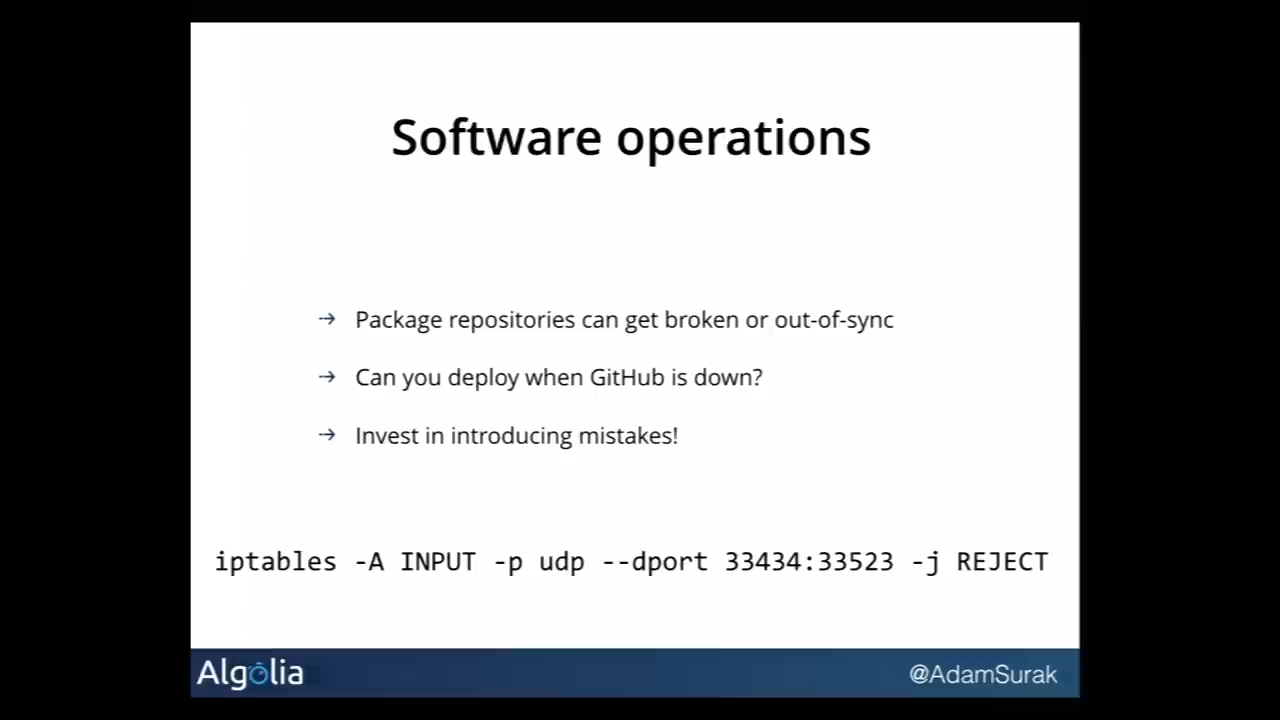 Software operations
→ Package repositories can get broken or out-of-sync
→ Can you deploy when GitHub is down?
→ Invest in introducing mistakes!
iptables -A INPUT -p udp --dport 33434:33523 -j REJECT
Algolia
@AdamSurak